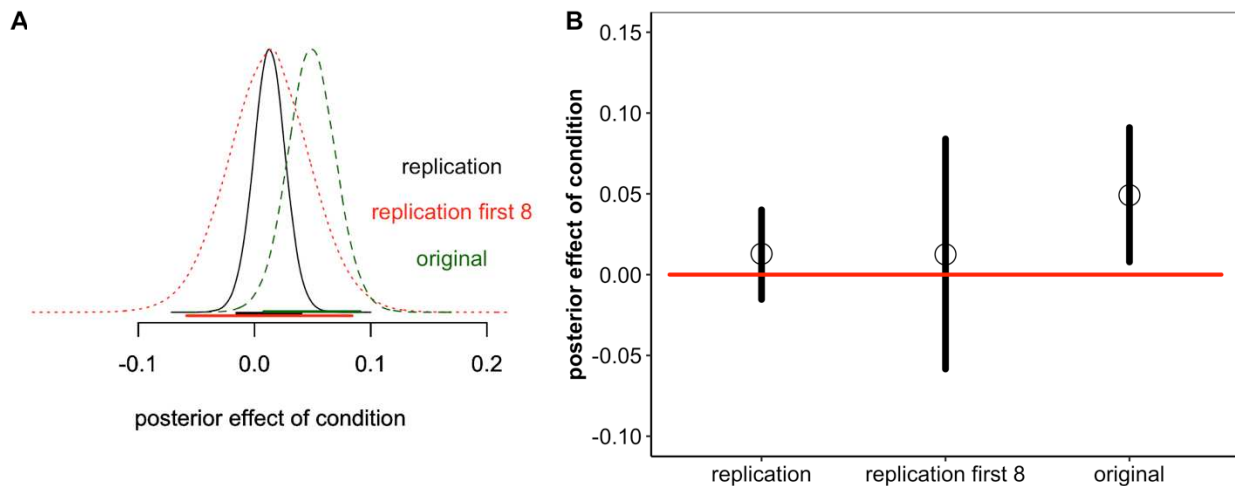 A
replication
replication first 8
original
-0.1
0.0
0.1
0.2
posterior effect of condition
B
posterior effect of condition
0.15
0.10
0.05
0.00
-0.05
-0.10
replication
replication first 8
original